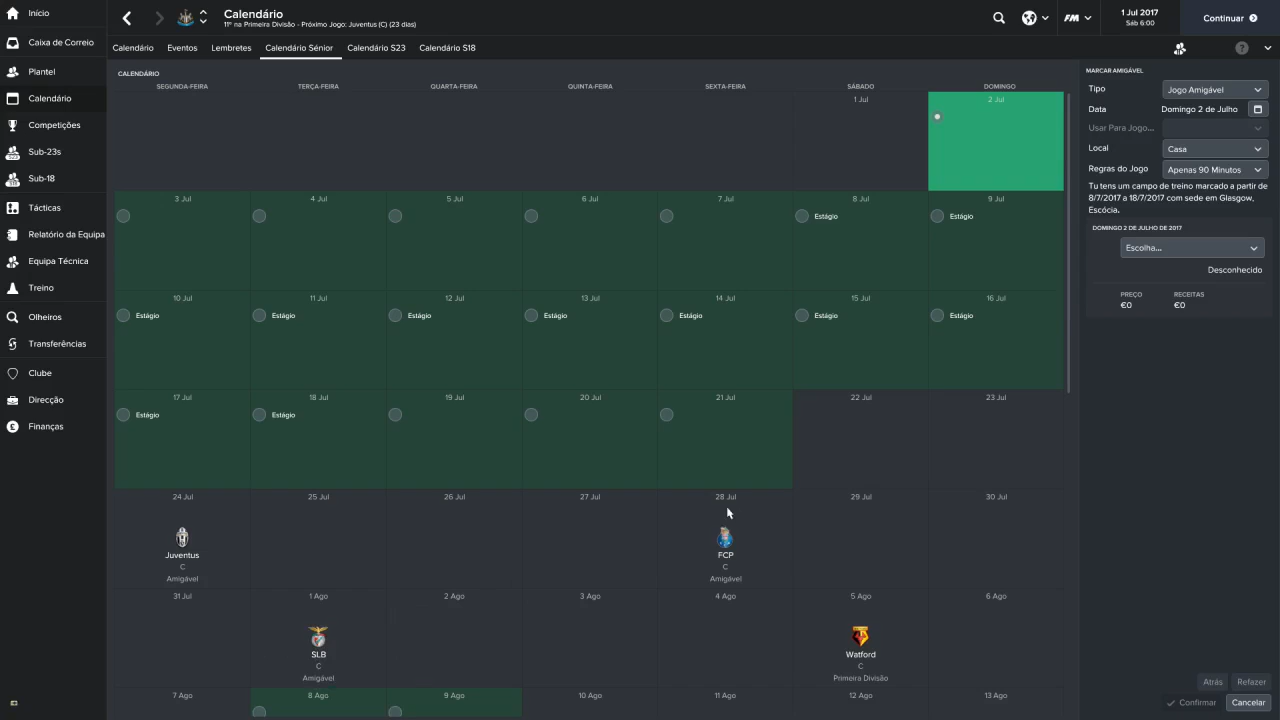 Início
Caixa de Correio
Plantel
Calendário
Competições
Sub-23s
Sub-18
Tácticas
Relatório da Equipa
Equipa Técnica
Treino
Olheiros
Transferências
Clube
Direcção
Finanças
Calendário
11º na Primeira Divisão - Próximo Jogo: Juventus (C) (23 dias)
FM
1 Jul 2017
Sáb 6:00
Continuar
Calendário Eventos Lembretes Calendário Sénior Calendário S23 Calendário S18
CALENDÁRIO
SEGUNDA-FEIRA TERÇA-FEIRA QUARTA-FEIRA QUINTA-FEIRA SEXTA-FEIRA SÁBADO DOMINGO
1 Jul 2 Jul
3 Jul 4 Jul 5 Jul 6 Jul 7 Jul 8 Jul 9 Jul
Estágio Estágio
10 Jul 11 Jul 12 Jul 13 Jul 14 Jul 15 Jul 16 Jul
Estágio Estágio Estágio Estágio Estágio Estágio Estágio
17 Jul 18 Jul 19 Jul 20 Jul 21 Jul 22 Jul 23 Jul
Estágio Estágio
24 Jul 25 Jul 26 Jul 27 Jul 28 Jul 29 Jul 30 Jul
Juventus FCP
C C
Amigável Amigável
31 Jul 1 Ago 2 Ago 3 Ago 4 Ago 5 Ago 6 Ago
SLB Watford
C C
Amigável Primeira Divisão
7 Ago 8 Ago 9 Ago 10 Ago 11 Ago 12 Ago 13 Ago
MARCAR AMIGÁVEL
Tipo Jogo Amigável
Data Domingo 2 de Julho
Usar Para Jogo...
Local Casa
Regras do Jogo Apenas 90 Minutos
Tu tens um campo de treino marcado a partir de
8/7/2017 a 18/7/2017 com sede em Glasgow,
Escócia.
DOMINGO 2 DE JULHO DE 2017
Escolha...
Desconhecido
PREÇO RECEITAS
€0 €0
Atrás Refazer
Confirmar Cancelar